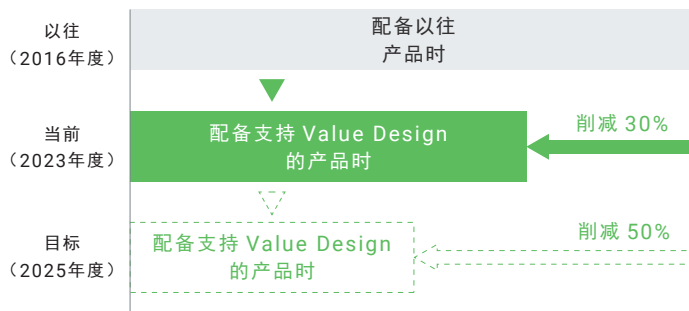 以往
（2016年度）
配备以往
产品时
当前
（2023年度）
配备支持 Value Design
的产品时
削减 30%
目标
（2025年度）
配备支持 Value Design
的产品时
削减 50%